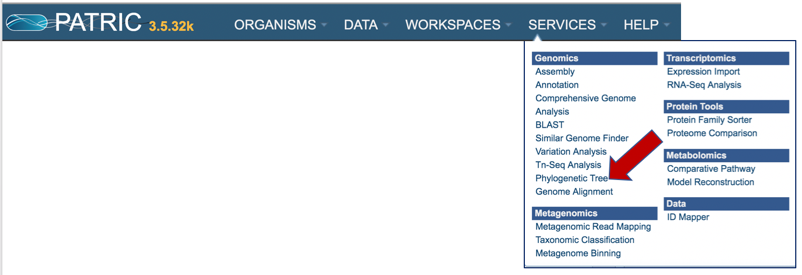 PATRIC 3.5.32k ORGANISMS DATA WORKSPACES SERVICES HELP
Genomics
Assembly
Annotation
Comprehensive Genome
Analysis
BLAST
Similar Genome Finder
Variation Analysis
Tn-Seq Analysis
Phylogenetic Tree
Genome Alignment
Metagenomics
Metagenomic Read Mapping
Taxonomic Classification
Metagenome Binning
Transcriptomics
Expression Import
RNA-Seq Analysis
Protein Tools
Protein Family Sorter
Proteome Comparison
Metabolomics
Comparative Pathway
Model Reconstruction
Data
ID Mapper